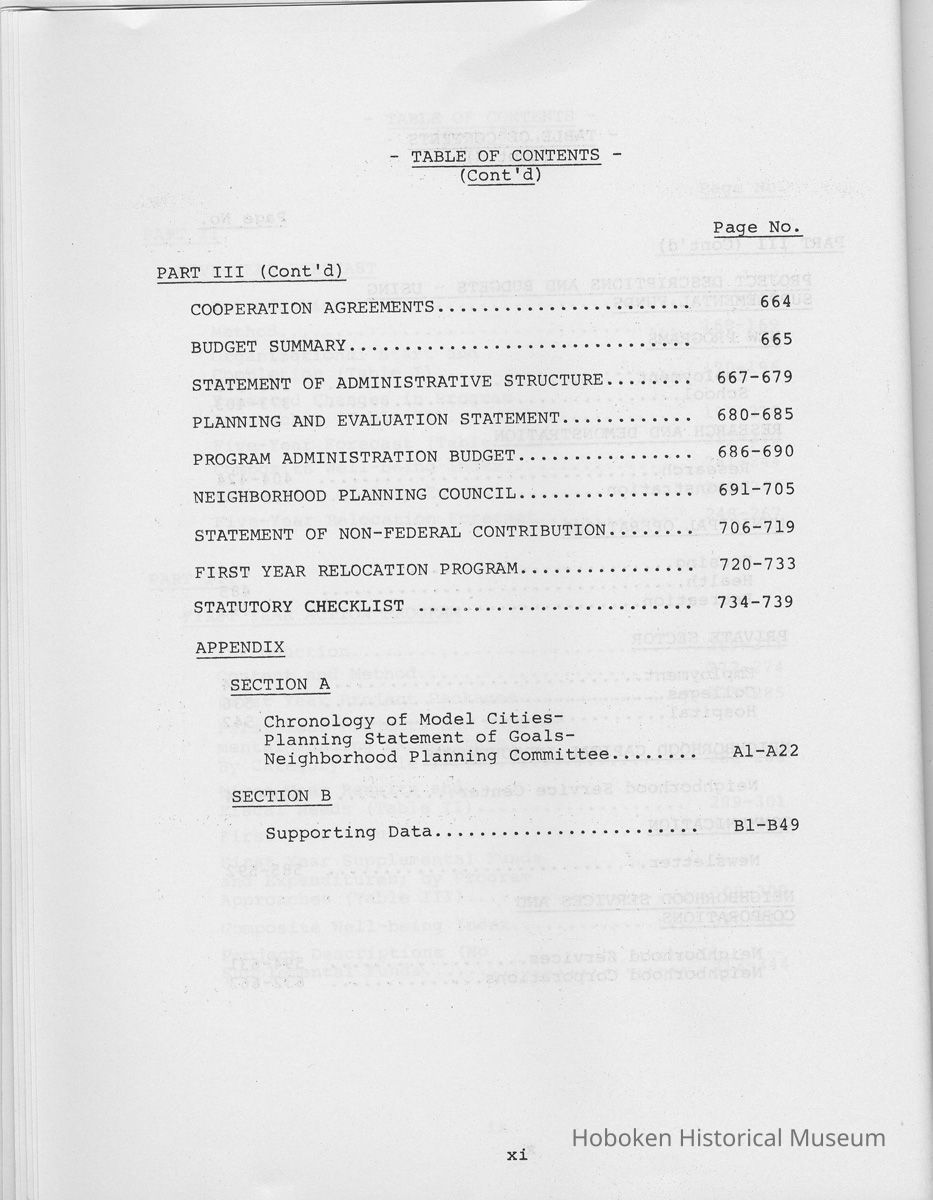 - TABLE OF CONTENTS -
(Cont'd)
Page No.
PART III (Cont'd)
COOPERATION AGREEMENTS....................... 664
BUDGET SUMMARY............................... 665
STATEMENT OF ADMINISTRATIVE STRUCTURE........ 667-679
PLANNING AND EVALUATION STATEMENT............ 680-685
PROGRAM ADMINISTRATION BUDGET................ 686-690
NEIGHBORHOOD PLANNING COUNCIL................ 691-705
STATEMENT OF NON-FEDERAL CONTRIBUTION........ 706-719
FIRST YEAR RELOCATION PROGRAM................ 720-733
STATUTORY CHECKLIST ......................... 734-739
APPENDIX
SECTION A
Chronology of Model Cities-
Planning Statement of Goals-
Neighborhood Planning Committee........ A1-A22
SECTION B
Supporting Data........................ B1-B49
Hoboken Historical Museum
xi